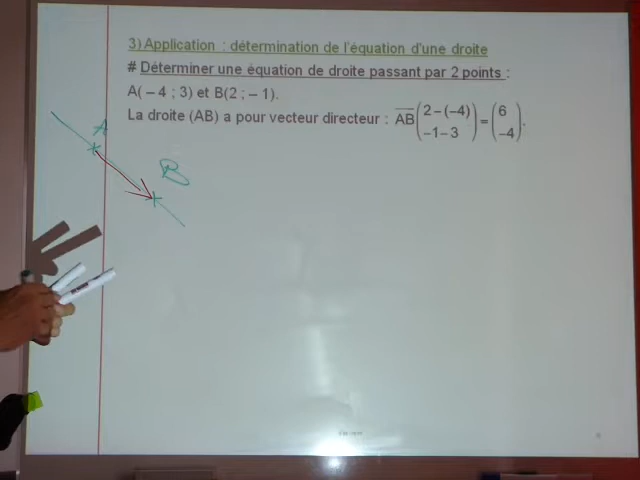 3) Application : détermination de l'équation d'une droite
# Déterminer une équation de droite passant par 2 points :
A( – 4 ; 3) et B(2 ; – 1).
La droite (AB) a pour vecteur directeur : AB (2 – (–4) –1 – 3) = (6 –4).
A
B